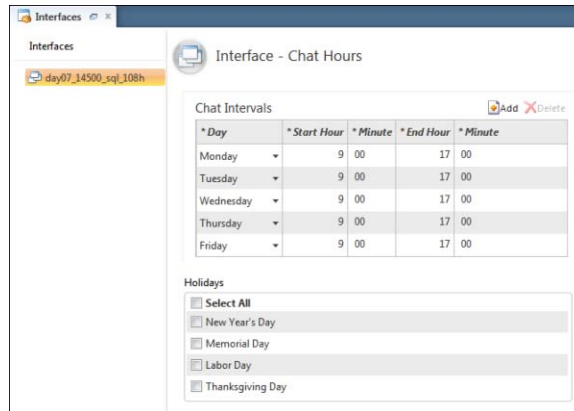 Interfaces
Interfaces
day07_14500_sql_108h
Interface - Chat Hours
Chat Intervals
Add Delete
* Day * Start Hour * Minute * End Hour * Minute
Monday 9 00 17 00
Tuesday 9 00 17 00
Wednesday 9 00 17 00
Thursday 9 00 17 00
Friday 9 00 17 00
Holidays
Select All
New Year's Day
Memorial Day
Labor Day
Thanksgiving Day